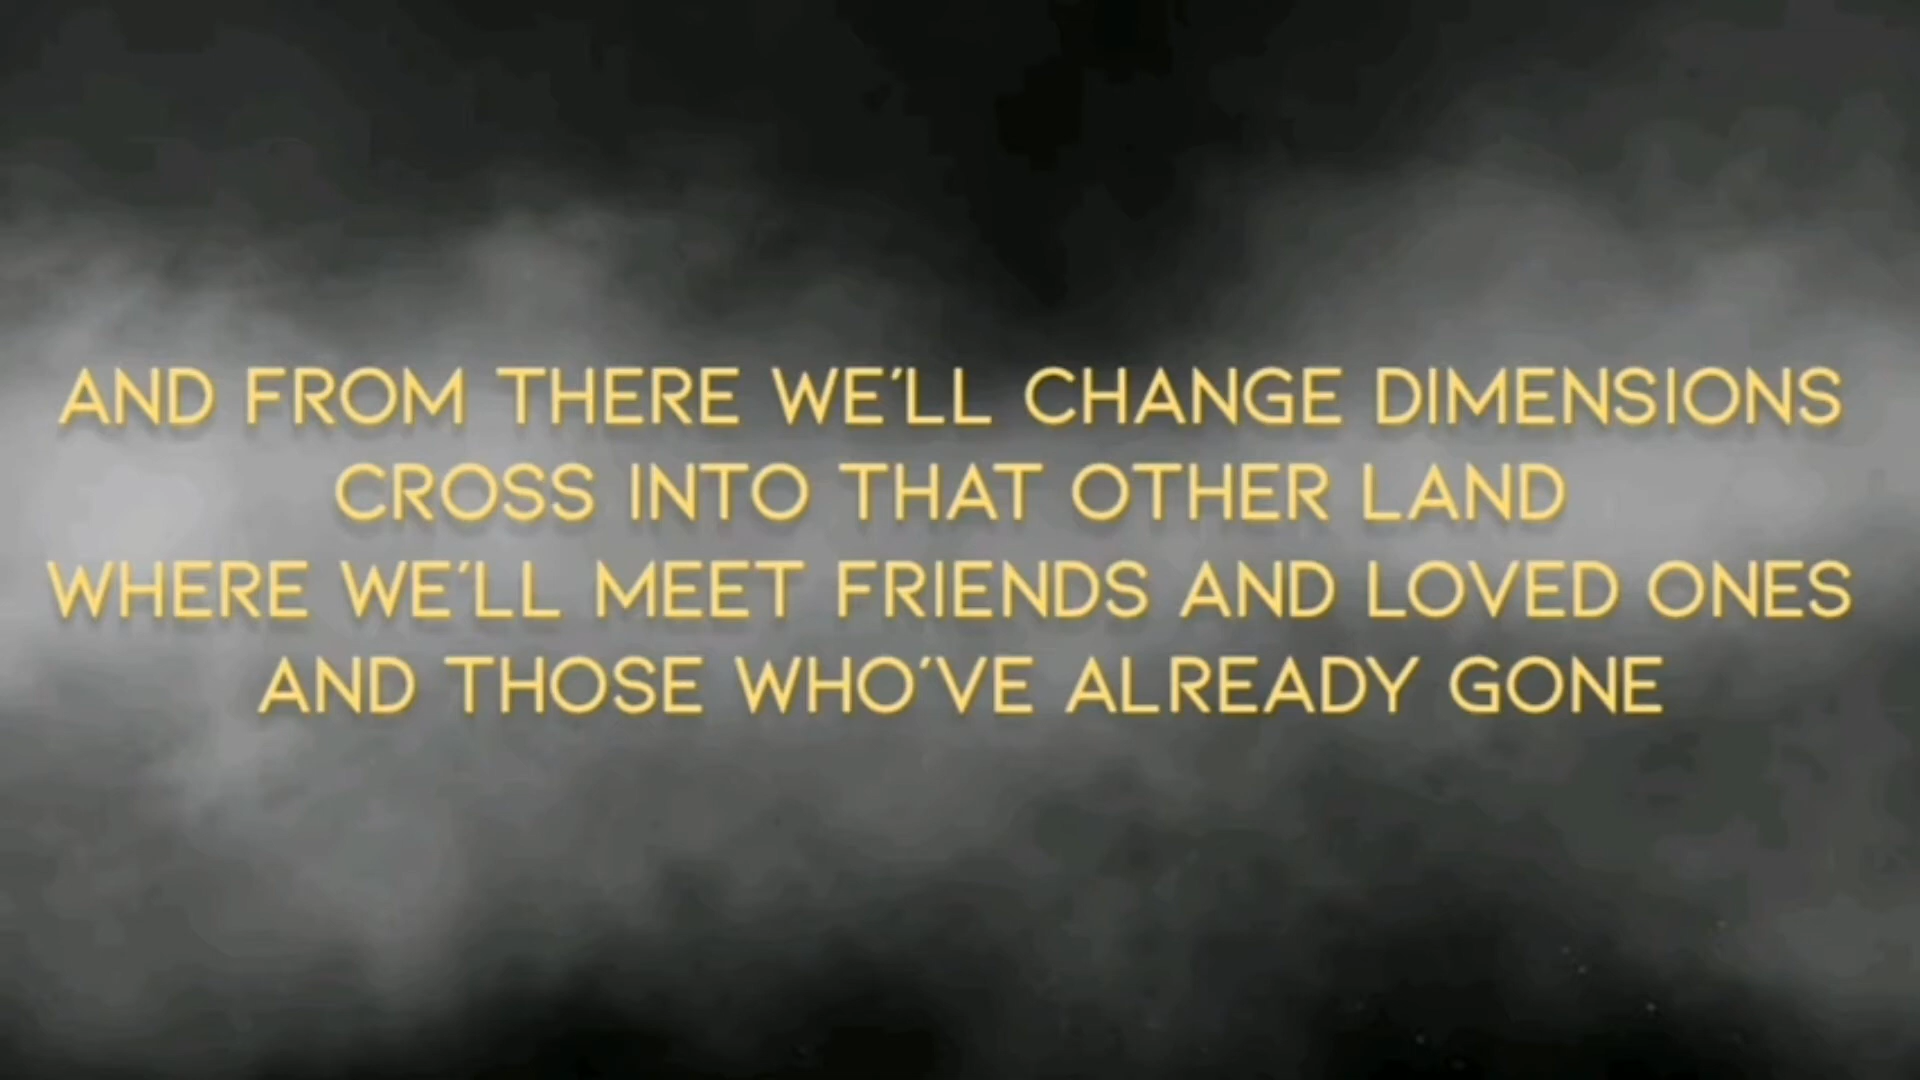 AND FROM THERE WE'LL CHANGE DIMENSIONS
CROSS INTO THAT OTHER LAND
WHERE WE'LL MEET FRIENDS AND LOVED ONES
AND THOSE WHO'VE ALREADY GONE